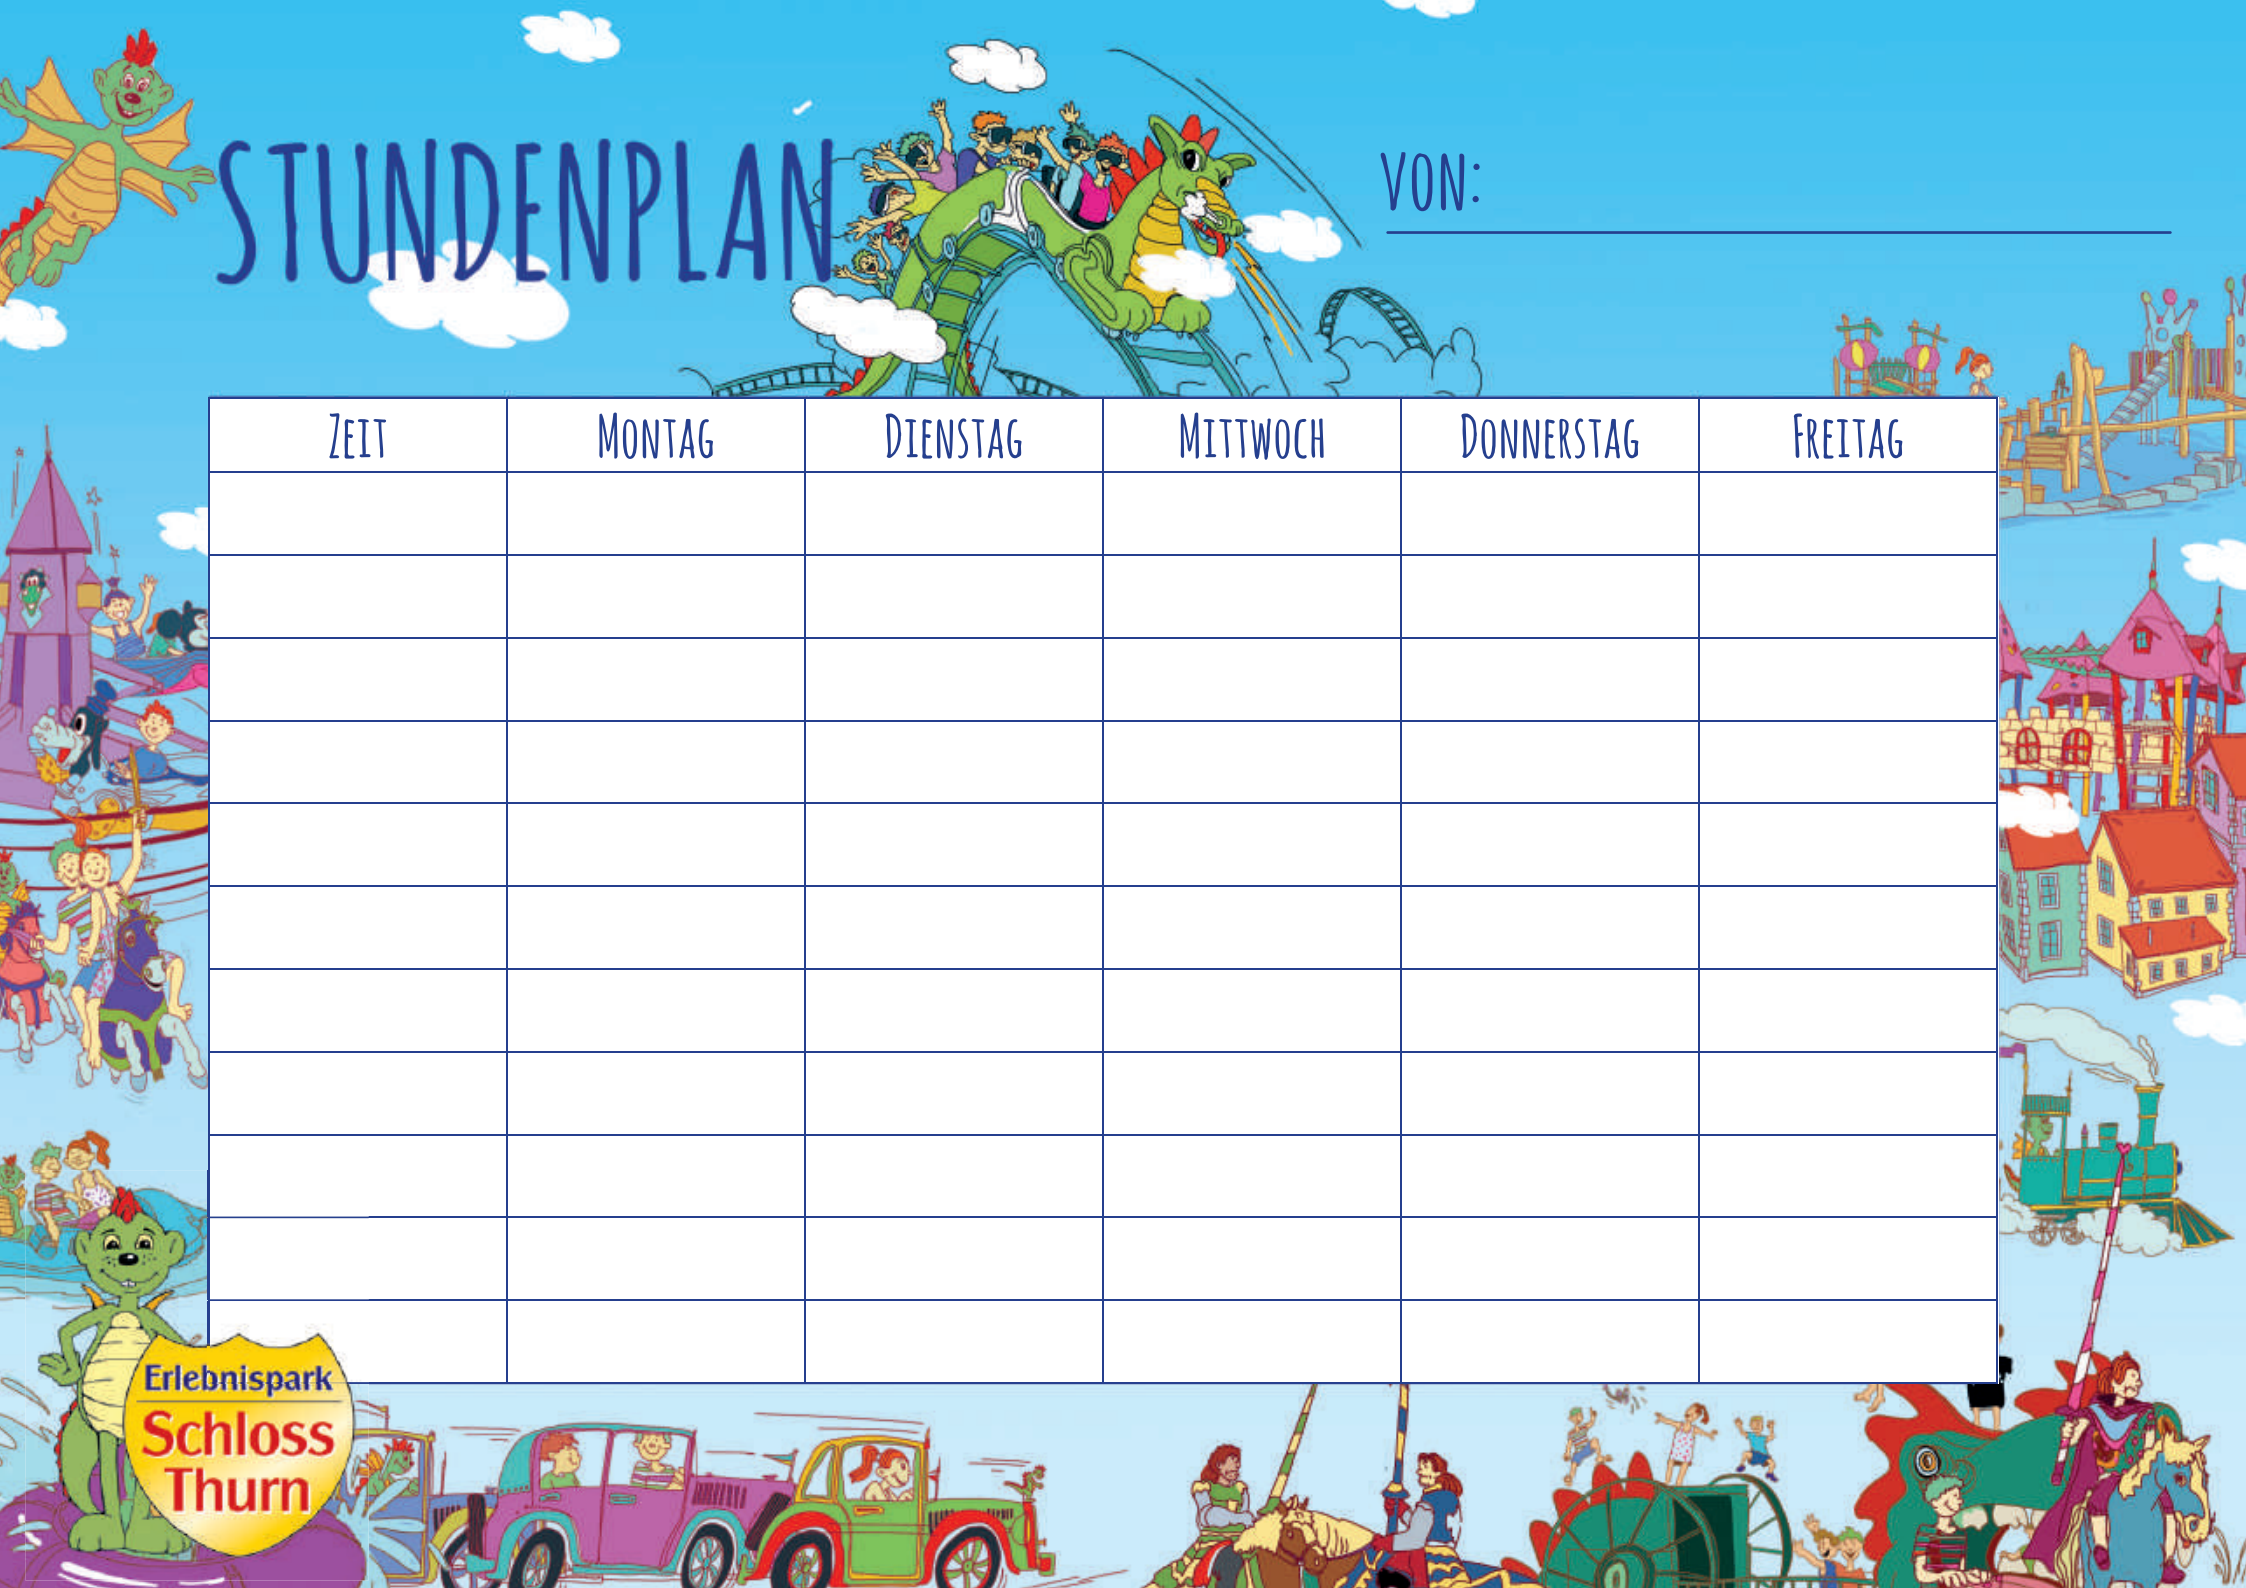 STUNDENPLAN
VON:
ZEIT MONTAG DIENSTAG MITTWOCH DONNERSTAG FREITAG
Erlebnispark
Schloss
Thurn